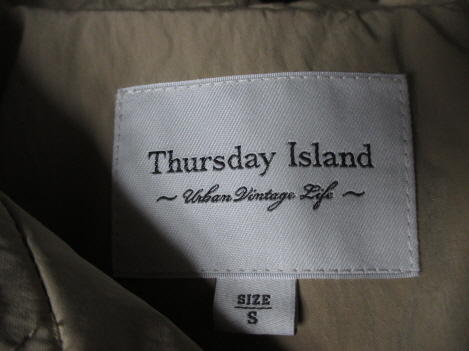 Thursday Island
~ Urban Vintage Life ~
SIZE
S